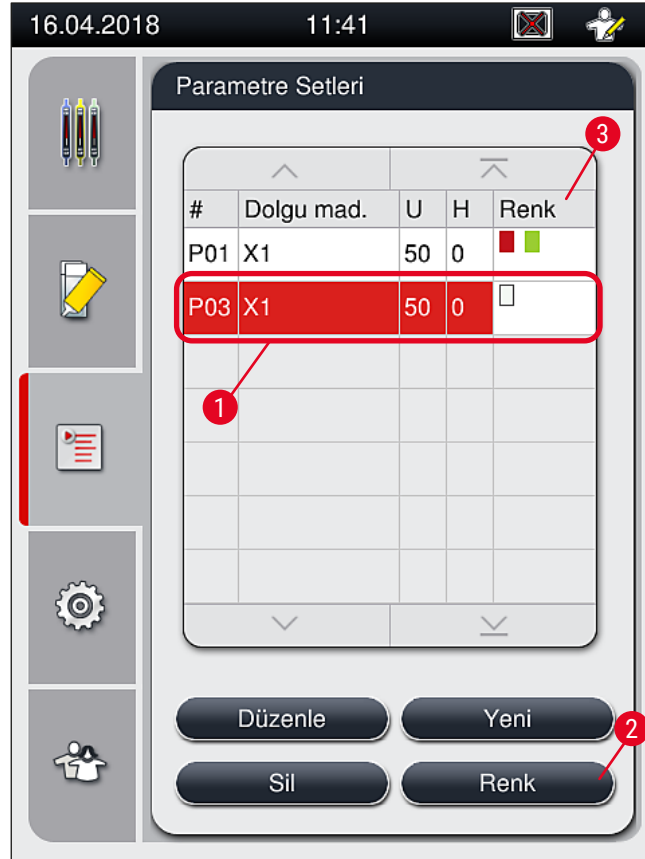 16.04.2018 11:41
Parametre Setleri
3
# Dolgu mad. U H Renk
P01 X1 50 0
P03 X1 50 0
1
Düzenle Yeni
2
Sil Renk